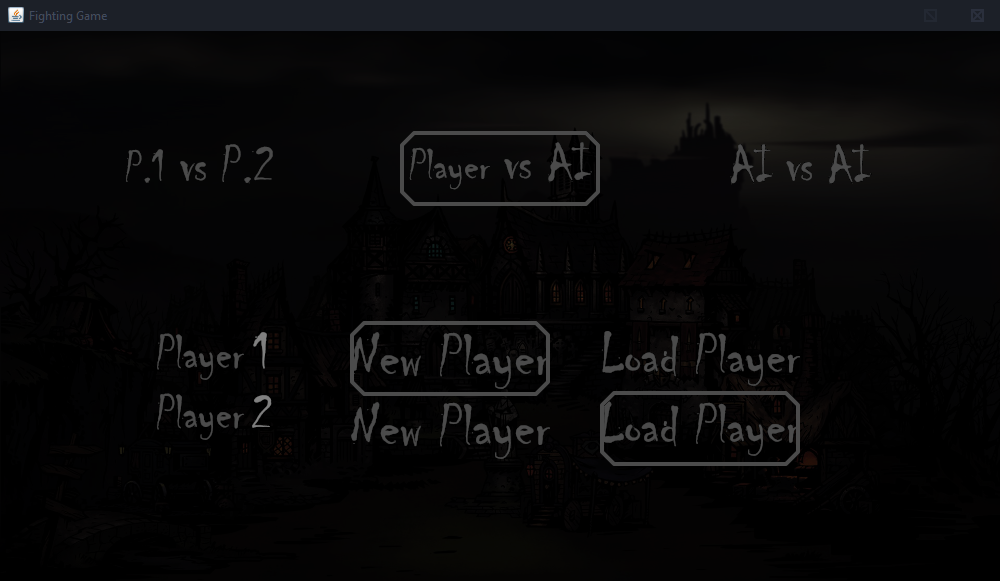 Fighting Game
P.1 vs P.2 Player vs AI AI vs AI
Player 1 New Player Load Player
Player 2 New Player Load Player